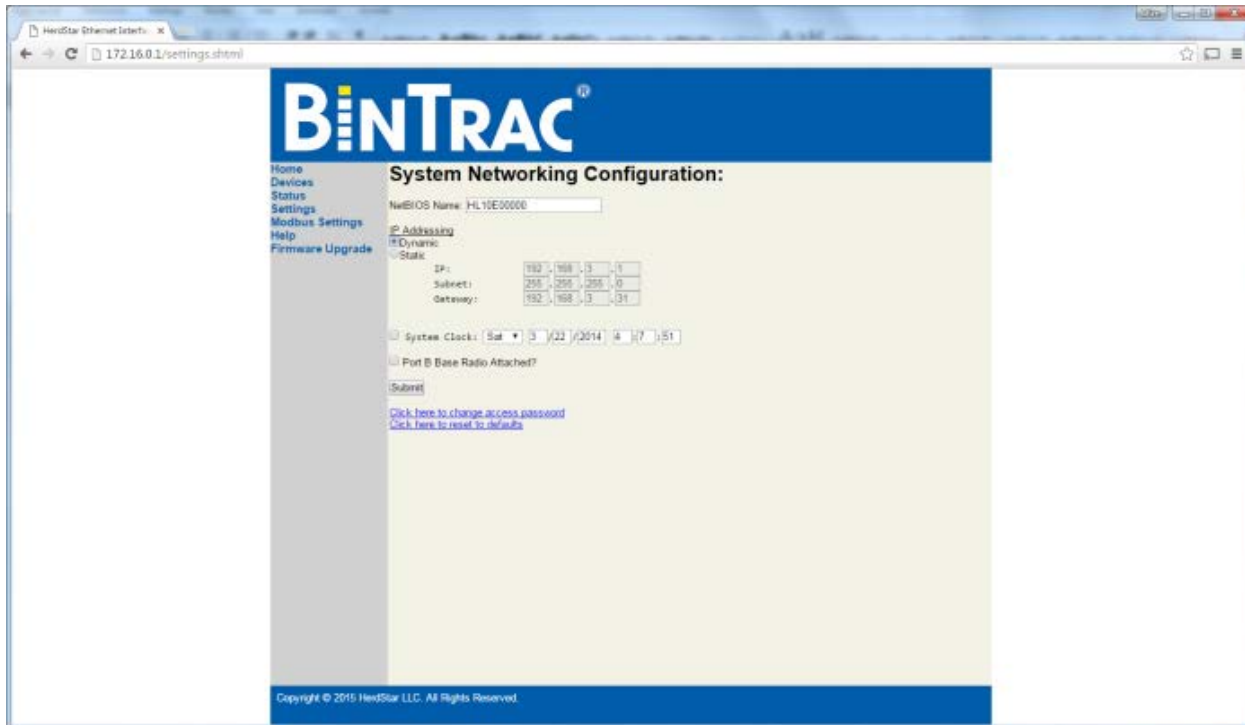 HerdStar Ethernet Interf
172.16.0.1/settings.shtml
BINTRAC®
Home
Devices
Status
Settings
Modbus Settings
Help
Firmware Upgrade
System Networking Configuration:
NetBIOS Name: HL10E00000
IP Addressing
Dynamic
Static
IP: 192 . 168 . 3 . 1
Subnet: 255 . 255 . 255 . 0
Gateway: 192 . 168 . 3 . 31
System Clock: Sat 3 /22 /2014 4 :7 :51
Port B Base Radio Attached?
Submit
Click here to change access password
Click here to reset to defaults
Copyright © 2015 HerdStar LLC. All Rights Reserved.